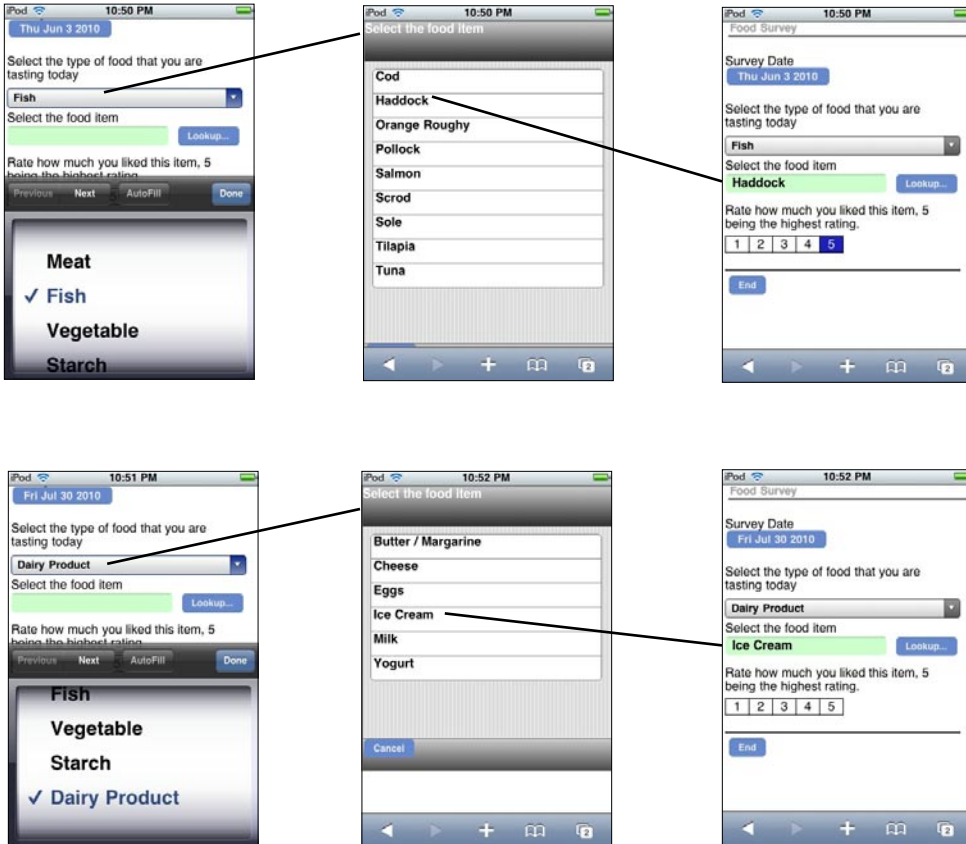 iPod 10:50 PM
Thu Jun 3 2010
Select the type of food that you are
tasting today
Fish
Select the food item
Lookup...
Rate how much you liked this item, 5
being the highest rating
Previous Next AutoFill Done
Meat
✓ Fish
Vegetable
Starch
iPod 10:50 PM
Select the food item
Cod
Haddock
Orange Roughy
Pollock
Salmon
Scrod
Sole
Tilapia
Tuna
2
iPod 10:50 PM
Food Survey
Survey Date
Thu Jun 3 2010
Select the type of food that you are
tasting today
Fish
Select the food item
Haddock Lookup...
Rate how much you liked this item, 5
being the highest rating.
1 2 3 4 5
End
2
iPod 10:51 PM
Fri Jul 30 2010
Select the type of food that you are
tasting today
Dairy Product
Select the food item
Lookup...
Rate how much you liked this item, 5
being the highest rating
Previous Next AutoFill Done
Fish
Vegetable
Starch
✓ Dairy Product
iPod 10:52 PM
Select the food item
Butter / Margarine
Cheese
Eggs
Ice Cream
Milk
Yogurt
Cancel
2
iPod 10:52 PM
Food Survey
Survey Date
Fri Jul 30 2010
Select the type of food that you are
tasting today
Dairy Product
Select the food item
Ice Cream Lookup...
Rate how much you liked this item, 5
being the highest rating.
1 2 3 4 5
End
2